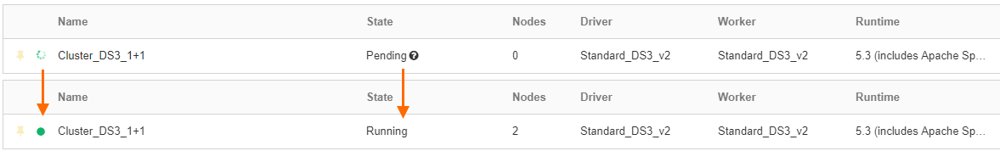 Name State Nodes Driver Worker Runtime
Cluster_DS3_1+1 Pending ? 0 Standard_DS3_v2 Standard_DS3_v2 5.3 (includes Apache Sp…
Name State Nodes Driver Worker Runtime
Cluster_DS3_1+1 Running 2 Standard_DS3_v2 Standard_DS3_v2 5.3 (includes Apache Sp…